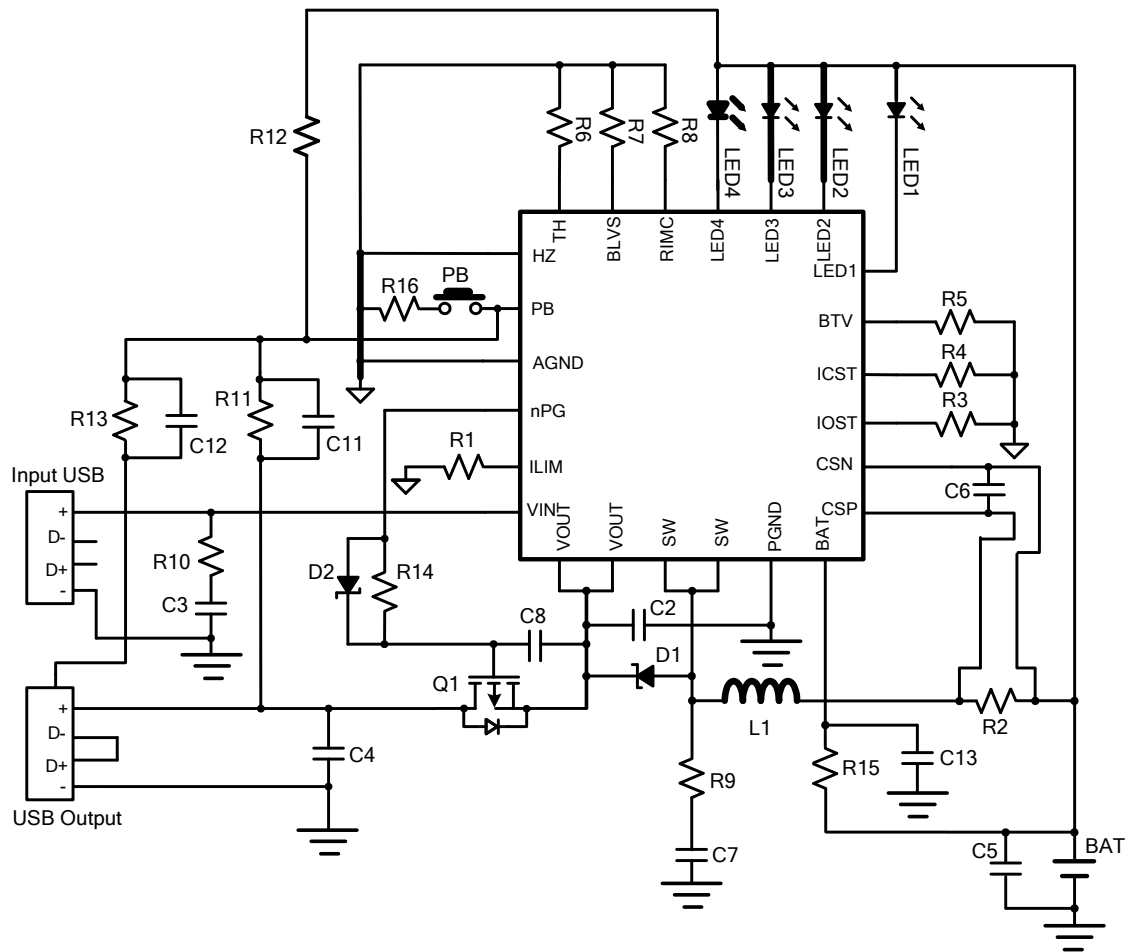 R12
R6
R7
R8
LED4
LED3
LED2
LED1
TH
BLVS
RIMC
LED4
LED3
LED2
LED1
HZ
PB
R16
PB
BTV
R5
AGND
ICST
R4
R13
C12
R11
C11
nPG
IOST
R3
R1
ILIM
CSN
C6
Input USB
+
D-
D+
-
VIN
VOUT
VOUT
SW
SW
PGND
BAT
CSP
R10
C3
D2
R14
C8
C2
D1
Q1
L1
R2
+
D-
D+
-
USB Output
C4
R9
R15
C13
C7
C5
BAT